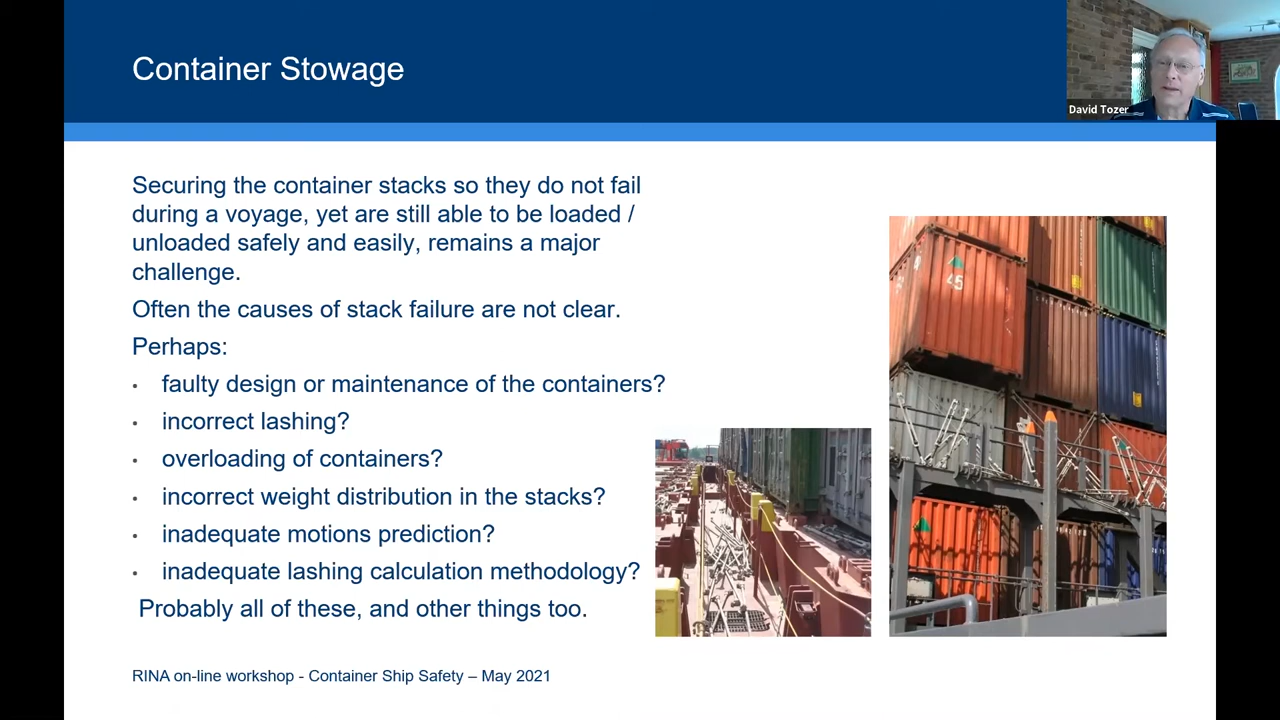 Container Stowage
David Tozer
Securing the container stacks so they do not fail
during a voyage, yet are still able to be loaded /
unloaded safely and easily, remains a major
challenge.
Often the causes of stack failure are not clear.
Perhaps:
• faulty design or maintenance of the containers?
• incorrect lashing?
• overloading of containers?
• incorrect weight distribution in the stacks?
• inadequate motions prediction?
• inadequate lashing calculation methodology?
Probably all of these, and other things too.
45
RINA on-line workshop - Container Ship Safety – May 2021